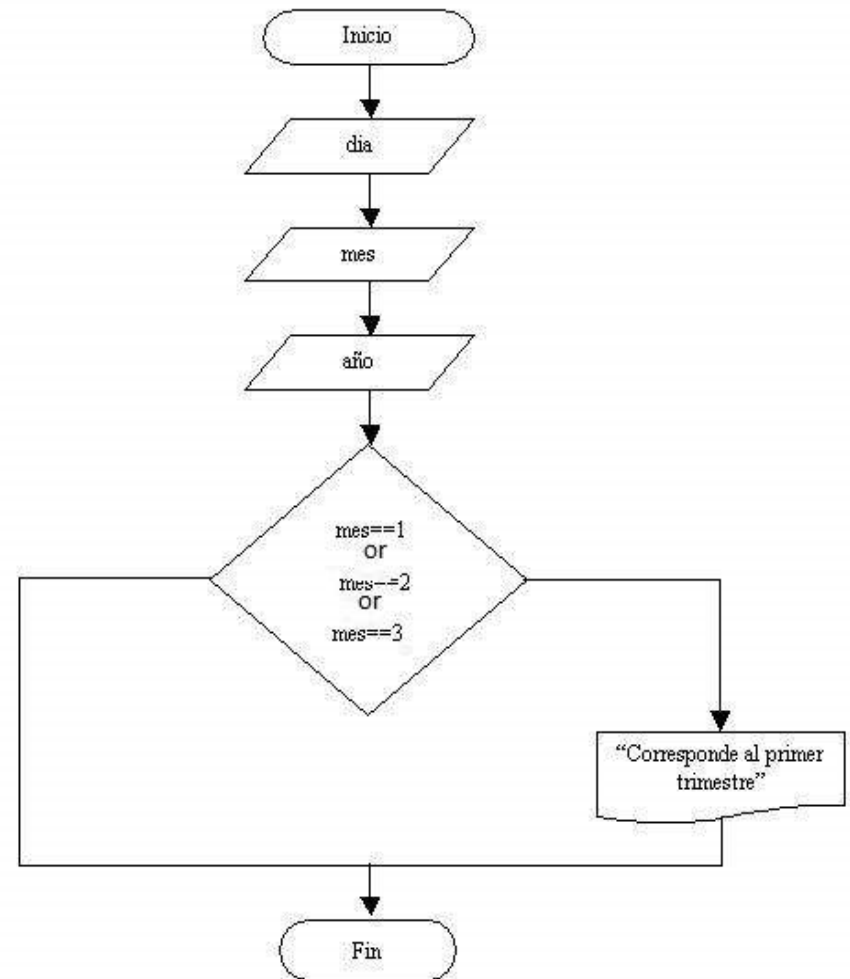 Inicio
dia
mes
año
mes==1
or
mes==2
or
mes==3
“Corresponde al primer
trimestre”
Fin